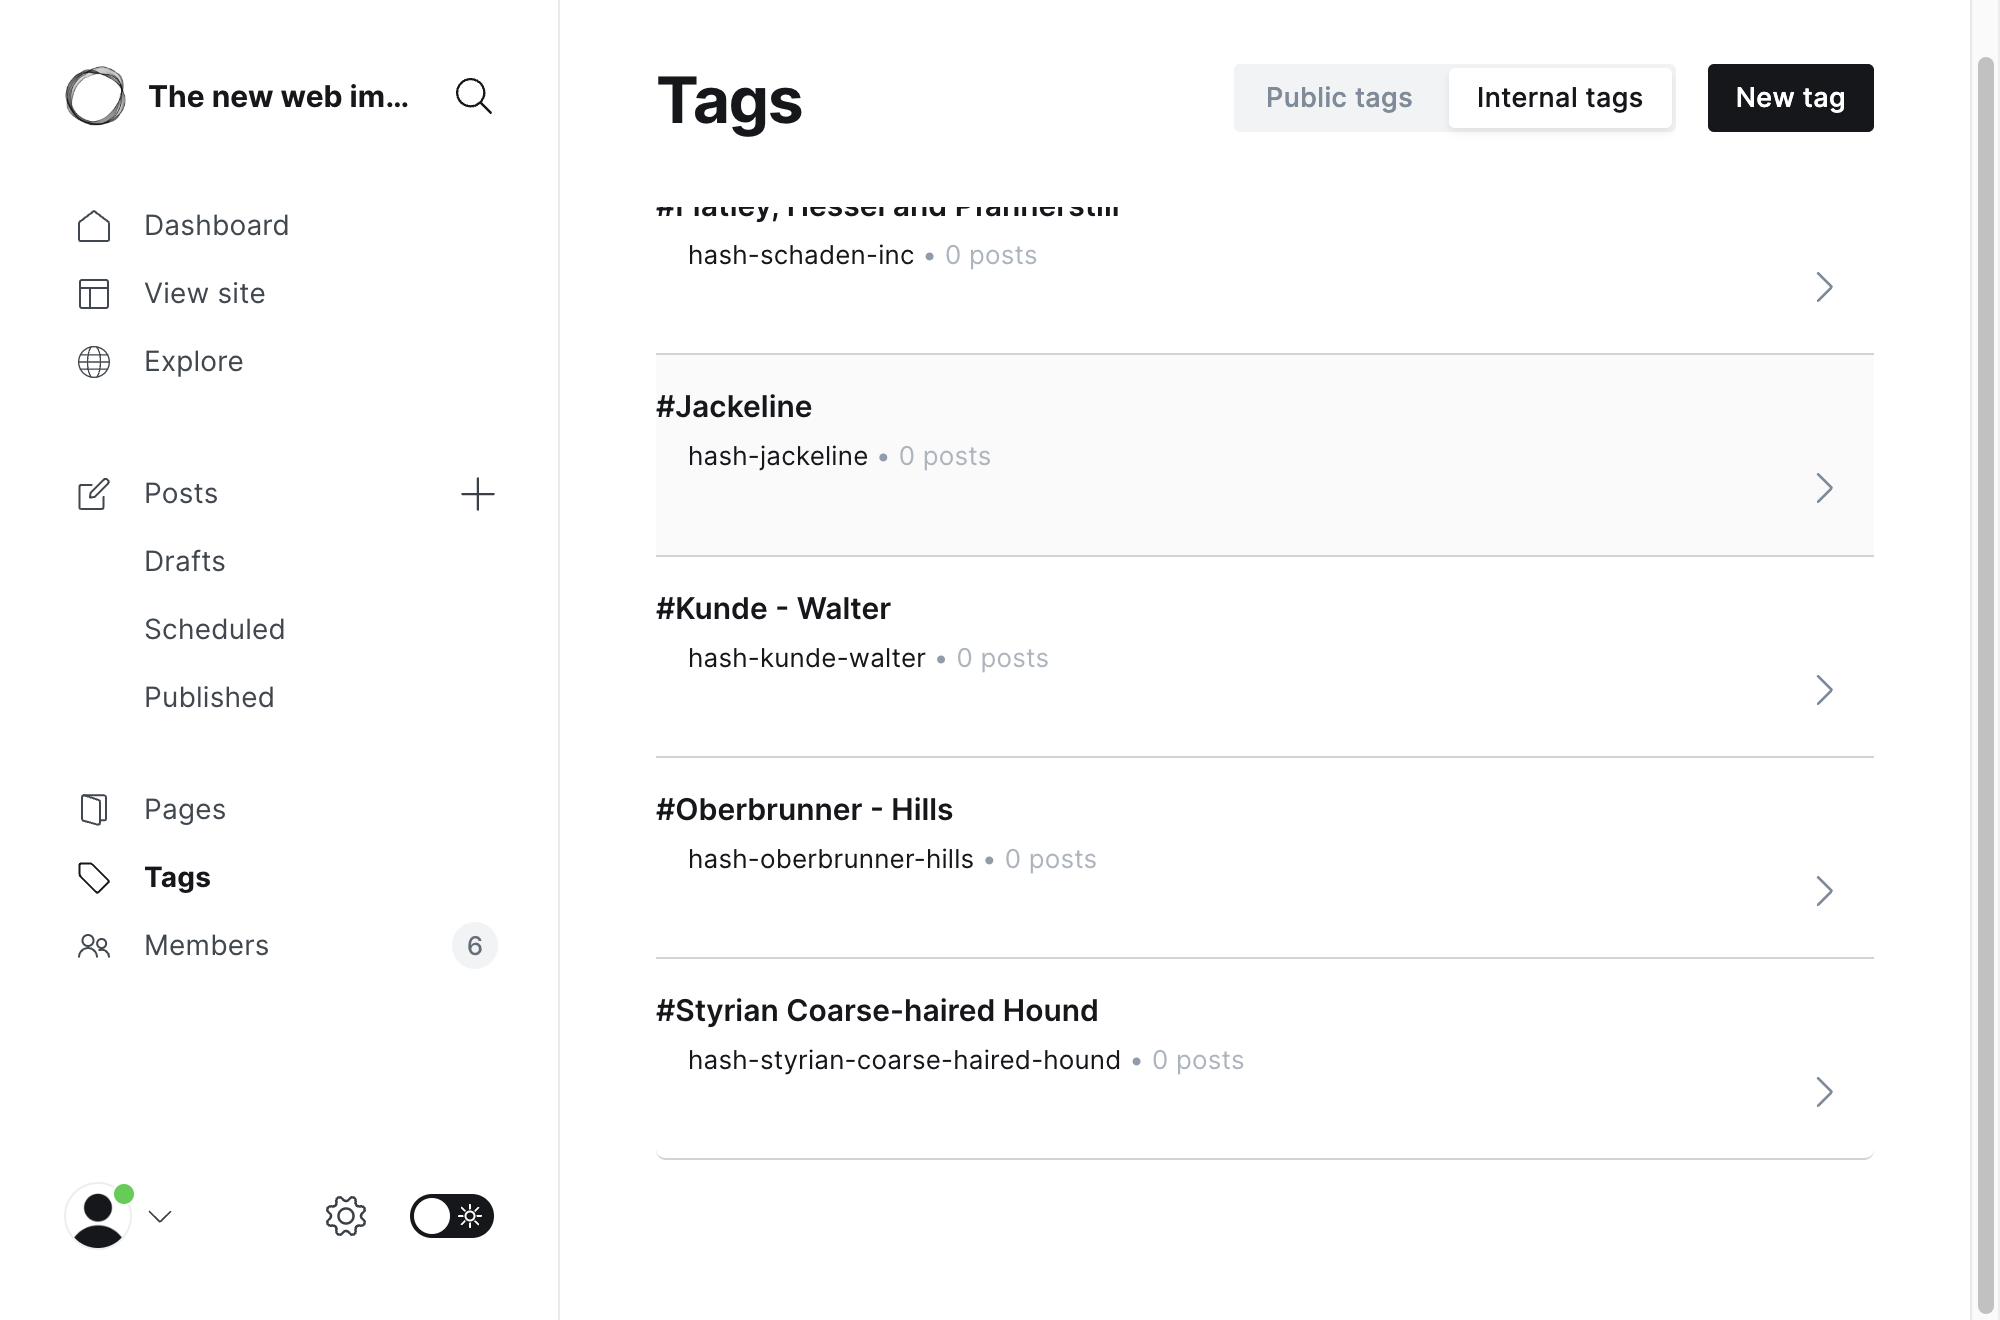 The new web im...
Dashboard
View site
Explore
Posts
Drafts
Scheduled
Published
Pages
Tags
Members
6
Tags
Public tags
Internal tags
New tag
and
hash-schaden-inc • 0 posts
#Jackeline
hash-jackeline • 0 posts
#Kunde - Walter
hash-kunde-walter • 0 posts
#Oberbrunner - Hills
hash-oberbrunner-hills • 0 posts
#Styrian Coarse-haired Hound
hash-styrian-coarse-haired-hound • 0 posts